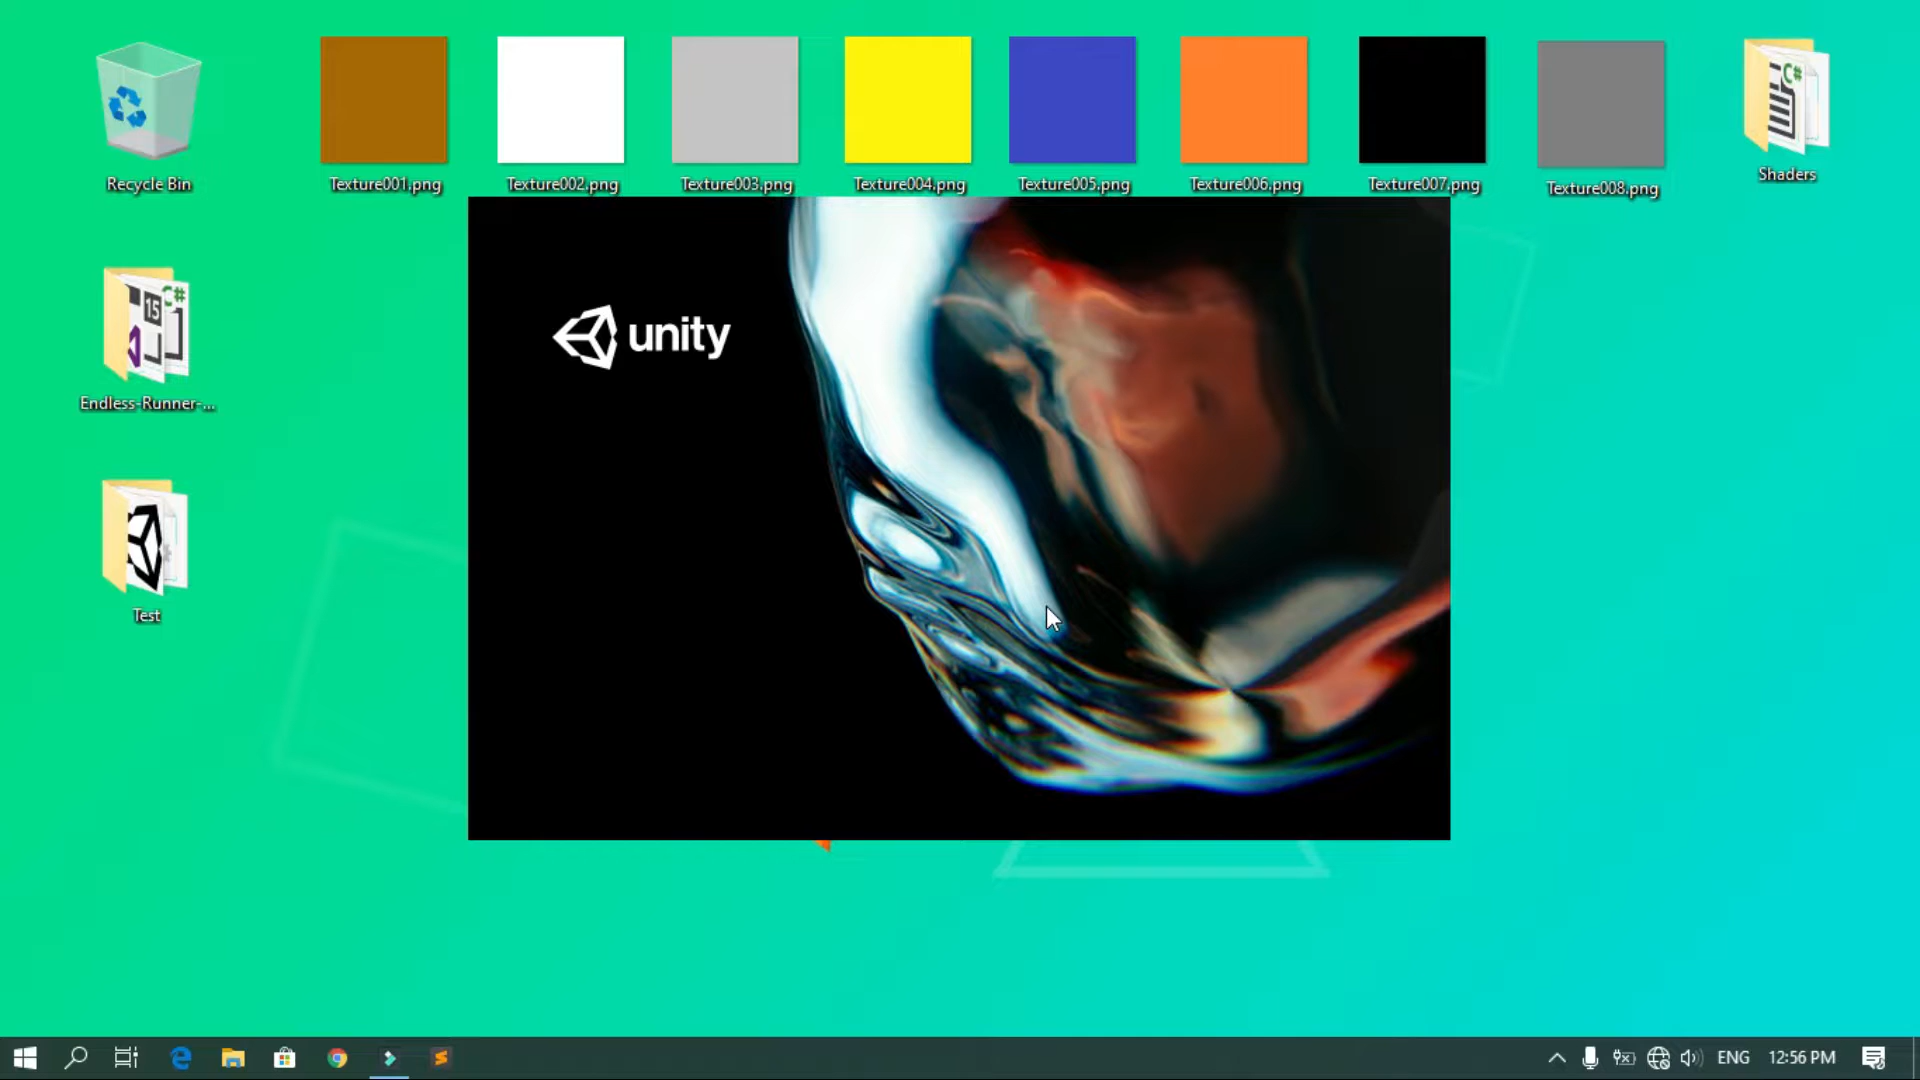 Recycle Bin
Texture001.png
Texture002.png
Texture003.png
Texture004.png
Texture005.png
Texture006.png
Texture007.png
Texture008.png
C#
Shaders
unity
15
C#
Endless-Runner-...
Test
ENG
12:56 PM